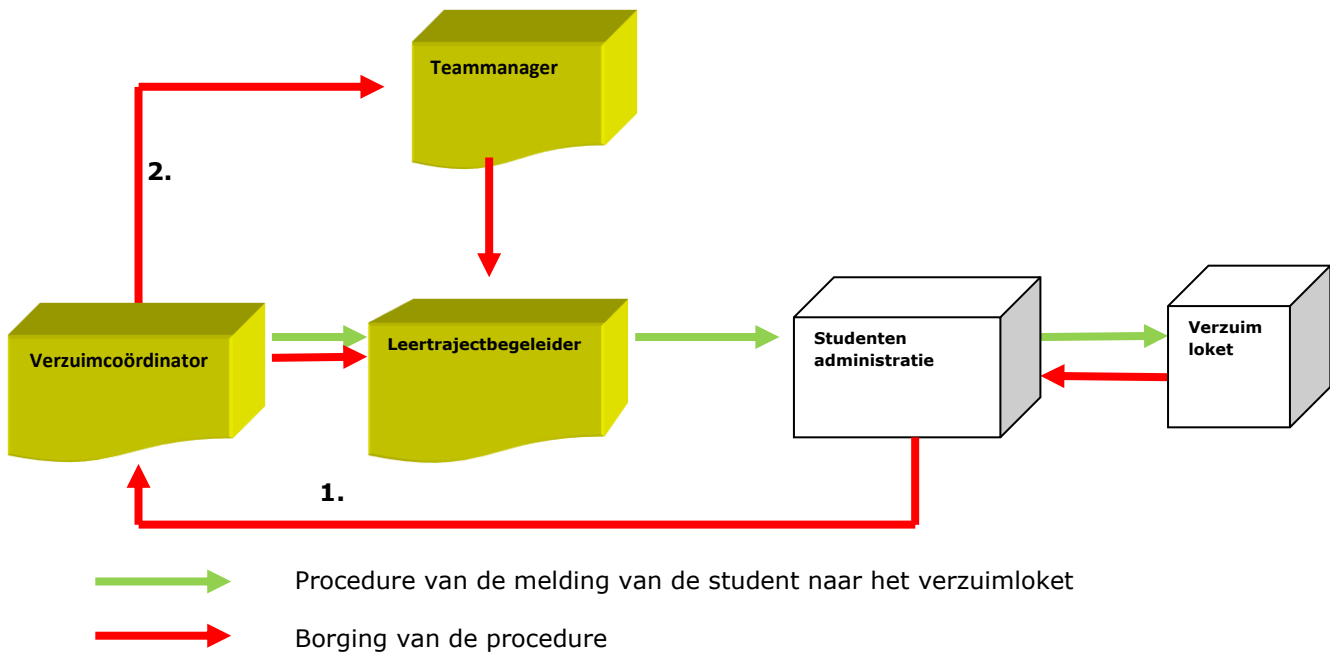 Teammanager
2.
Verzuimcoördinator
Leertrajectbegeleider
Studenten
administratie
Verzuim
loket
1.
Procedure van de melding van de student naar het verzuimloket
Borging van de procedure